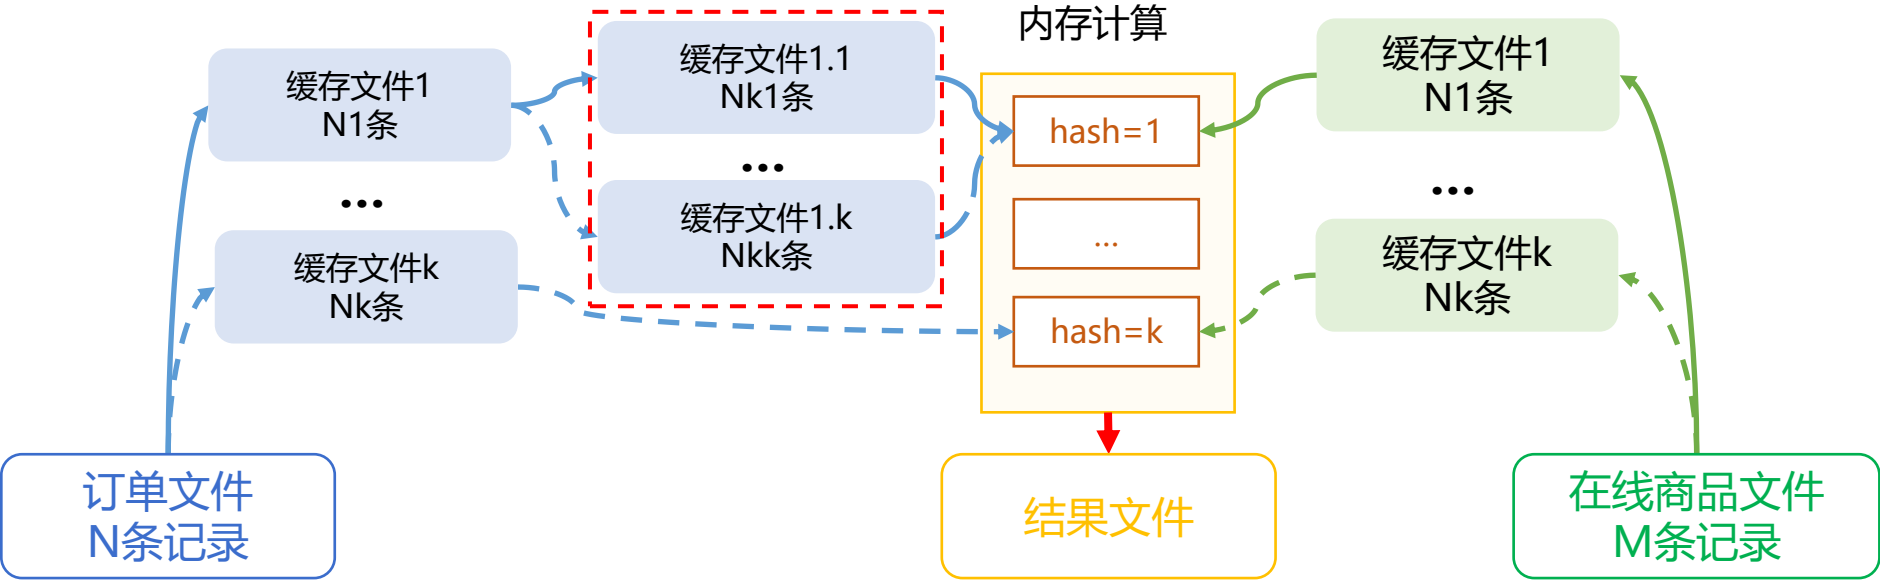 内存计算
缓存文件1
N1条
...
缓存文件k
Nk条
缓存文件1.1
Nk1条
...
缓存文件1.k
Nkk条
hash=1
...
hash=k
缓存文件1
N1条
...
缓存文件k
Nk条
订单文件
N条记录
结果文件
在线商品文件
M条记录